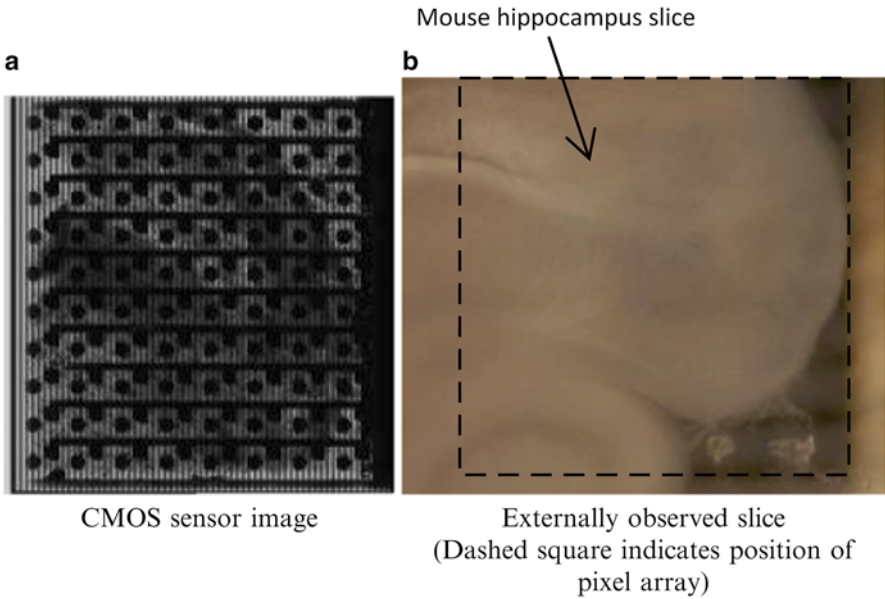 Mouse hippocampus slice
a
b
CMOS sensor image
Externally observed slice
(Dashed square indicates position of
pixel array)